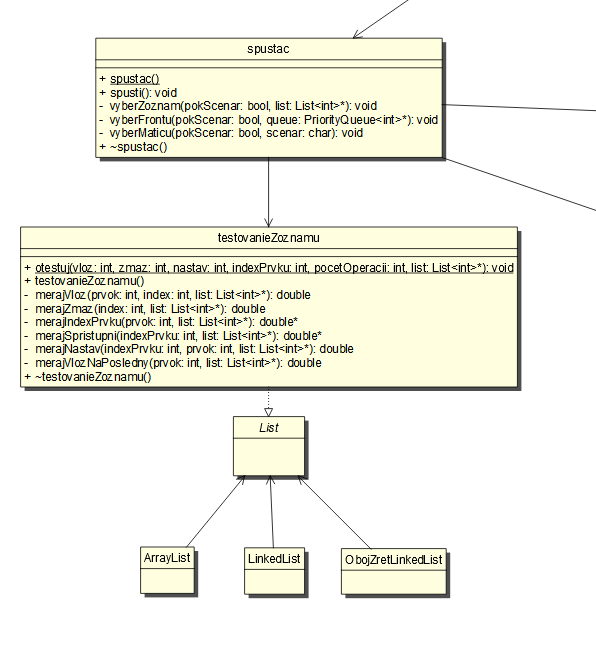 spustac
+ spustac()
+ spusti(): void
- vyberZoznam(pokScenar: bool, list: List<int>*): void
- vyberFrontu(pokScenar: bool, queue: PriorityQueue<int>*): void
- vyberMaticu(pokScenar: bool, scenar: char): void
+ ~spustac()
testovanieZoznamu
+ otestuj(vloz: int, zmaz: int, nastav: int, indexPrvku: int, pocetOperacii: int, list: List<int>*): void
+ testovanieZoznamu()
- merajVloz(prvok: int, index: int, list: List<int>*): double
- merajZmaz(index: int, list: List<int>*): double
- merajIndexPrvku(prvok: int, list: List<int>*): double*
- merajSpristupni(indexPrvku: int, list: List<int>*): double*
- merajNastav(indexPrvku: int, prvok: int, list: List<int>*): double
- merajVlozNaPosledny(prvok: int, list: List<int>*): double
+ ~testovanieZoznamu()
List
ArrayList
LinkedList
ObojZretLinkedList